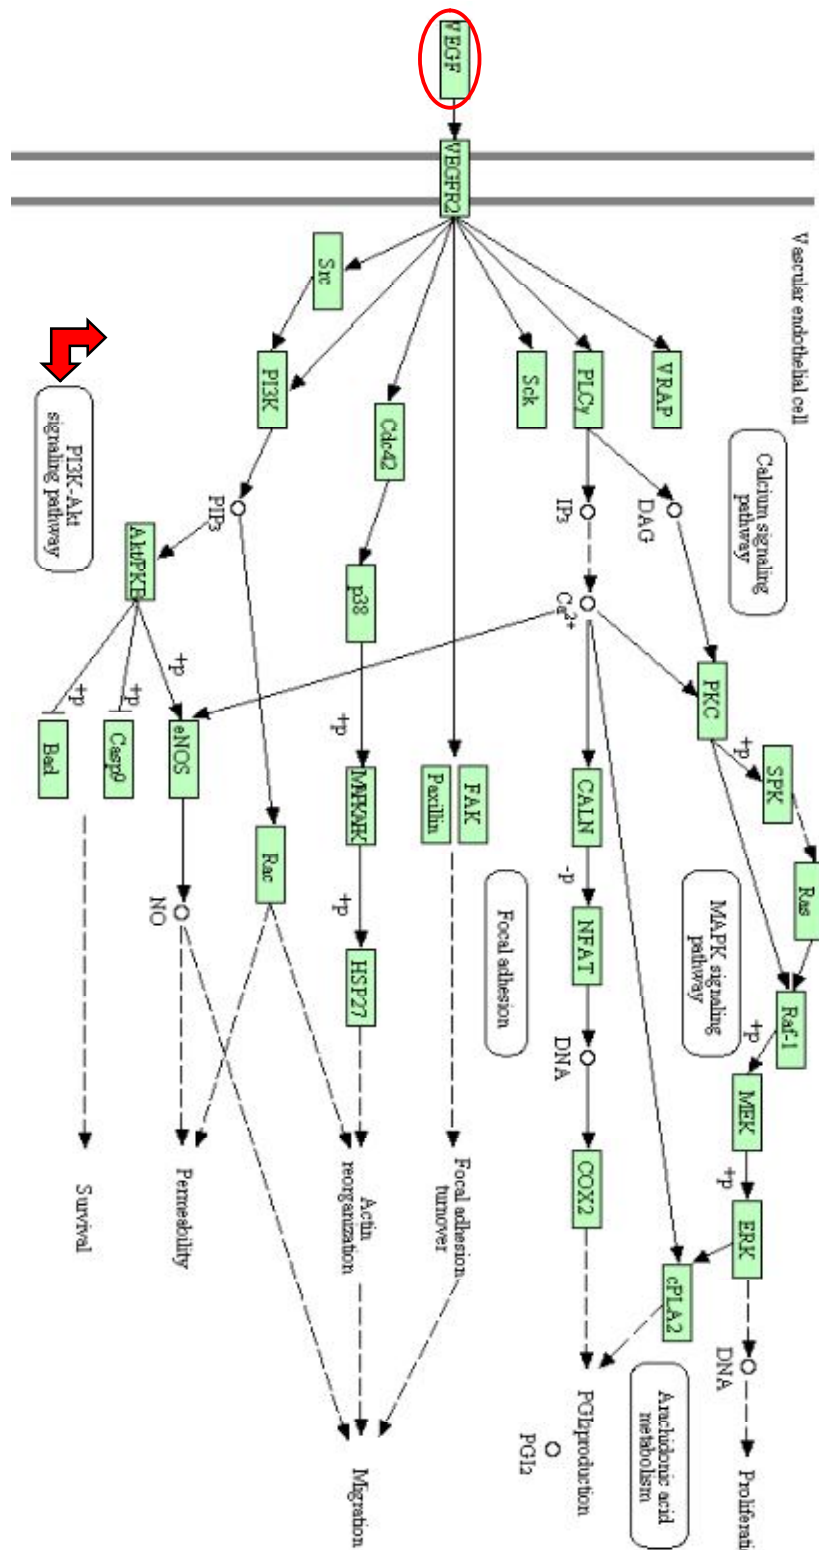 VEGF
VEGFR2
Vascular endothelial cell
Src
PI3K
Cdc42
Sck
PLCγ
VRAP
PI3K-Akt
signaling pathway
Calcium signaling
pathway
PIP3
IP3
DAG
Akt/PKB
p38
Ca2+
PKC
+p
+p
+p
+p
+p
SPK
Bad
Casp9
eNOS
Paxillin
FAK
CALN
Rac
-p
Ras
NO
+p
HSP27
Focal adhesion
NFAT
MAPK signaling
pathway
Raf-1
+p
DNA
MEK
+p
Survival
Permeability
Actin
reorganization
Focal adhesion
turnover
COX2
ERK
cPLA2
DNA
Arachidonic acid
metabolism
Migration
PGI2production
PGI2
Proliferati